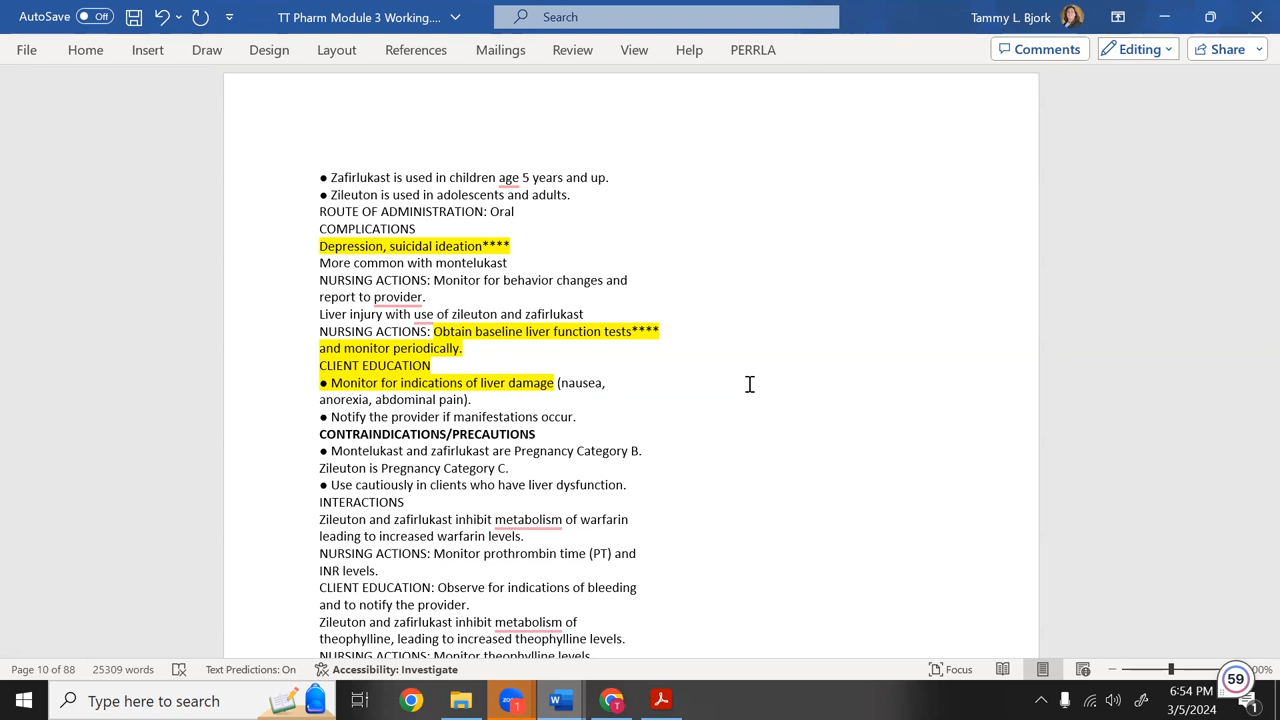 AutoSave Off TT Pharm Module 3 Working.... Search Tammy L. Bjork
File Home Insert Draw Design Layout References Mailings Review View Help PERRLA Comments Editing Share
● Zafirlukast is used in children age 5 years and up.
● Zileuton is used in adolescents and adults.
ROUTE OF ADMINISTRATION: Oral
COMPLICATIONS
Depression, suicidal ideation****
More common with montelukast
NURSING ACTIONS: Monitor for behavior changes and
report to provider.
Liver injury with use of zileuton and zafirlukast
NURSING ACTIONS: Obtain baseline liver function tests****
and monitor periodically.
CLIENT EDUCATION
● Monitor for indications of liver damage (nausea,
anorexia, abdominal pain).
● Notify the provider if manifestations occur.
CONTRAINDICATIONS/PRECAUTIONS
● Montelukast and zafirlukast are Pregnancy Category B.
Zileuton is Pregnancy Category C.
● Use cautiously in clients who have liver dysfunction.
INTERACTIONS
Zileuton and zafirlukast inhibit metabolism of warfarin
leading to increased warfarin levels.
NURSING ACTIONS: Monitor prothrombin time (PT) and
INR levels.
CLIENT EDUCATION: Observe for indications of bleeding
and to notify the provider.
Zileuton and zafirlukast inhibit metabolism of
theophylline, leading to increased theophylline levels.
NURSING ACTIONS: Monitor theophylline levels
Page 10 of 88 25309 words Text Predictions: On Accessibility: Investigate Focus
59
Type here to search 6:54 PM
3/5/2024